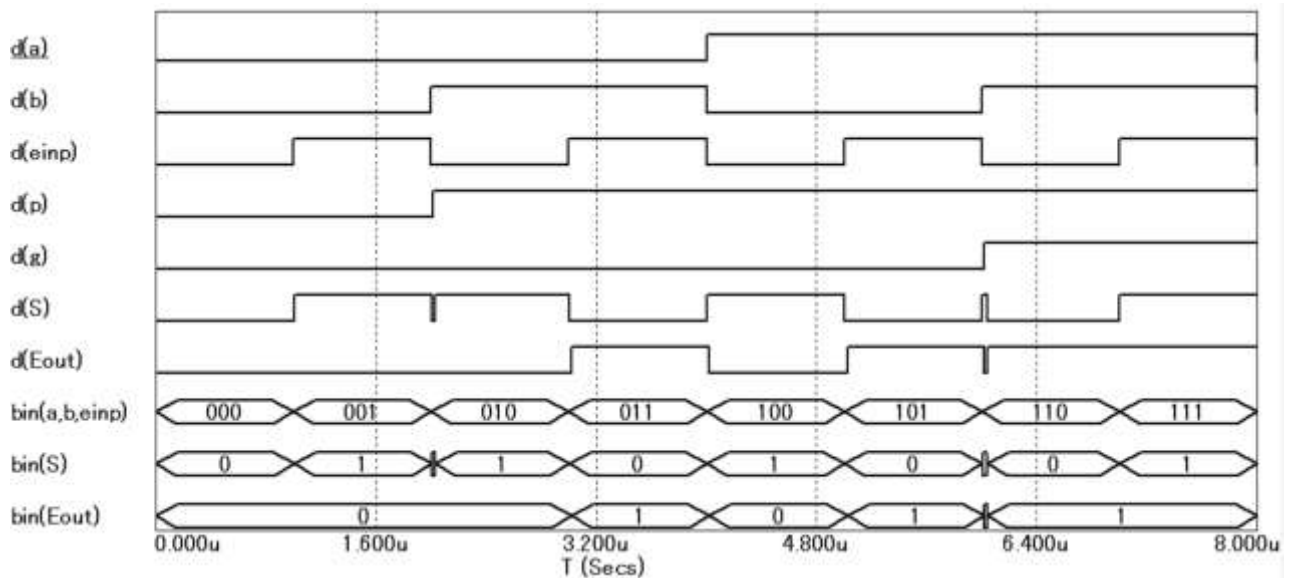 d(a)
d(b)
d(einp)
d(p)
d(g)
d(S)
d(Eout)
bin(a,b,einp) 000 001 010 011 100 101 110 111
bin(S) 0 1 1 0 1 0 0 1
bin(Eout) 0 1 0 1 1
0.000u 1.600u 3.200u 4.800u 6.400u 8.000u
T (Secs)